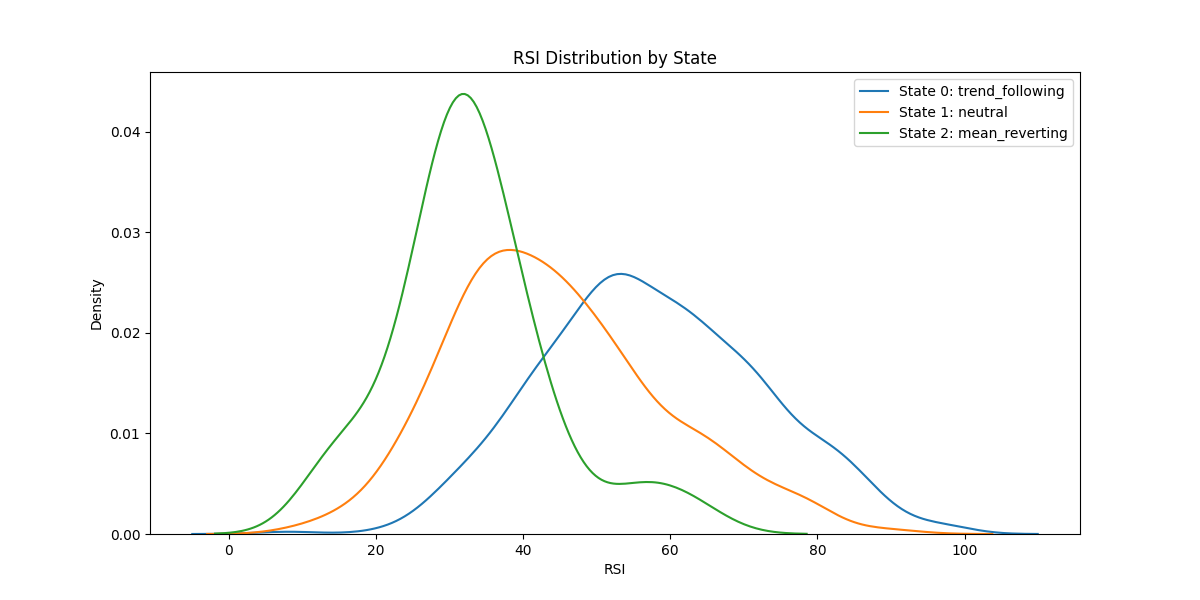 RSI Distribution by State
State 0: trend_following
State 1: neutral
State 2: mean_reverting
Density
0.04
0.03
0.02
0.01
0.00
0 20 40 60 80 100
RSI